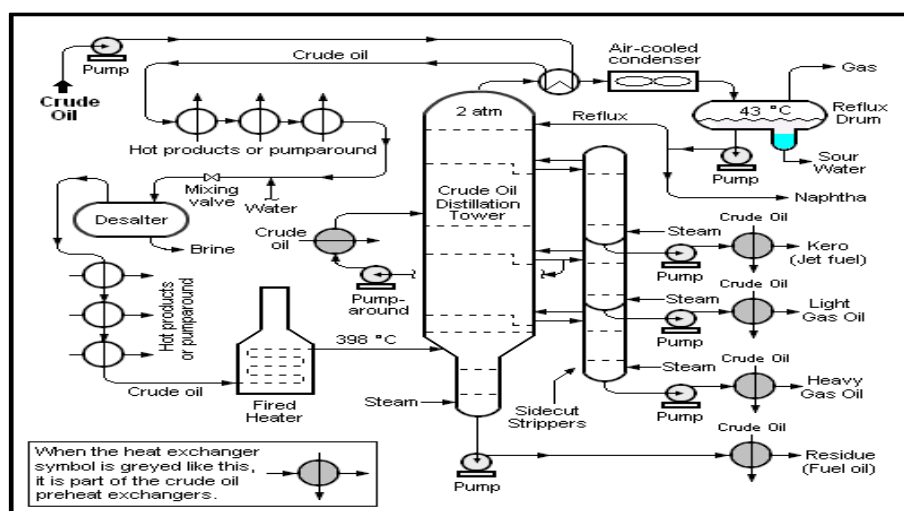 Crude oil
Pump
Crude
Oil
Air-cooled
condenser
Gas
2 atm
Reflux
43 °C
Reflux
Drum
Hot products or pumparound
Pump
Sour
Water
Mixing
valve
Water
Naphtha
Desalter
Brine
Crude
oil
Crude Oil
Distillation
Tower
Pump-
around
Steam
Crude Oil
Pump
Kero
(Jet fuel)
Hot products
or pumparound
Steam
Crude Oil
Pump
Light
Gas Oil
398 °C
Crude oil
Fired
Heater
Steam
Sidecut
Strippers
Steam
Crude Oil
Pump
Heavy
Gas Oil
Crude Oil
Pump
Residue
(Fuel oil)
When the heat exchanger
symbol is greyed like this,
it is part of the crude oil
preheat exchangers.